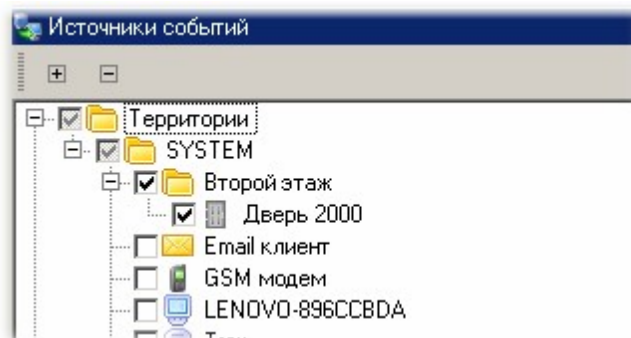 Источники событий
Территории
SYSTEM
Второй этаж
Дверь 2000
Email клиент
GSM модем
LENOVO-896CCBDA